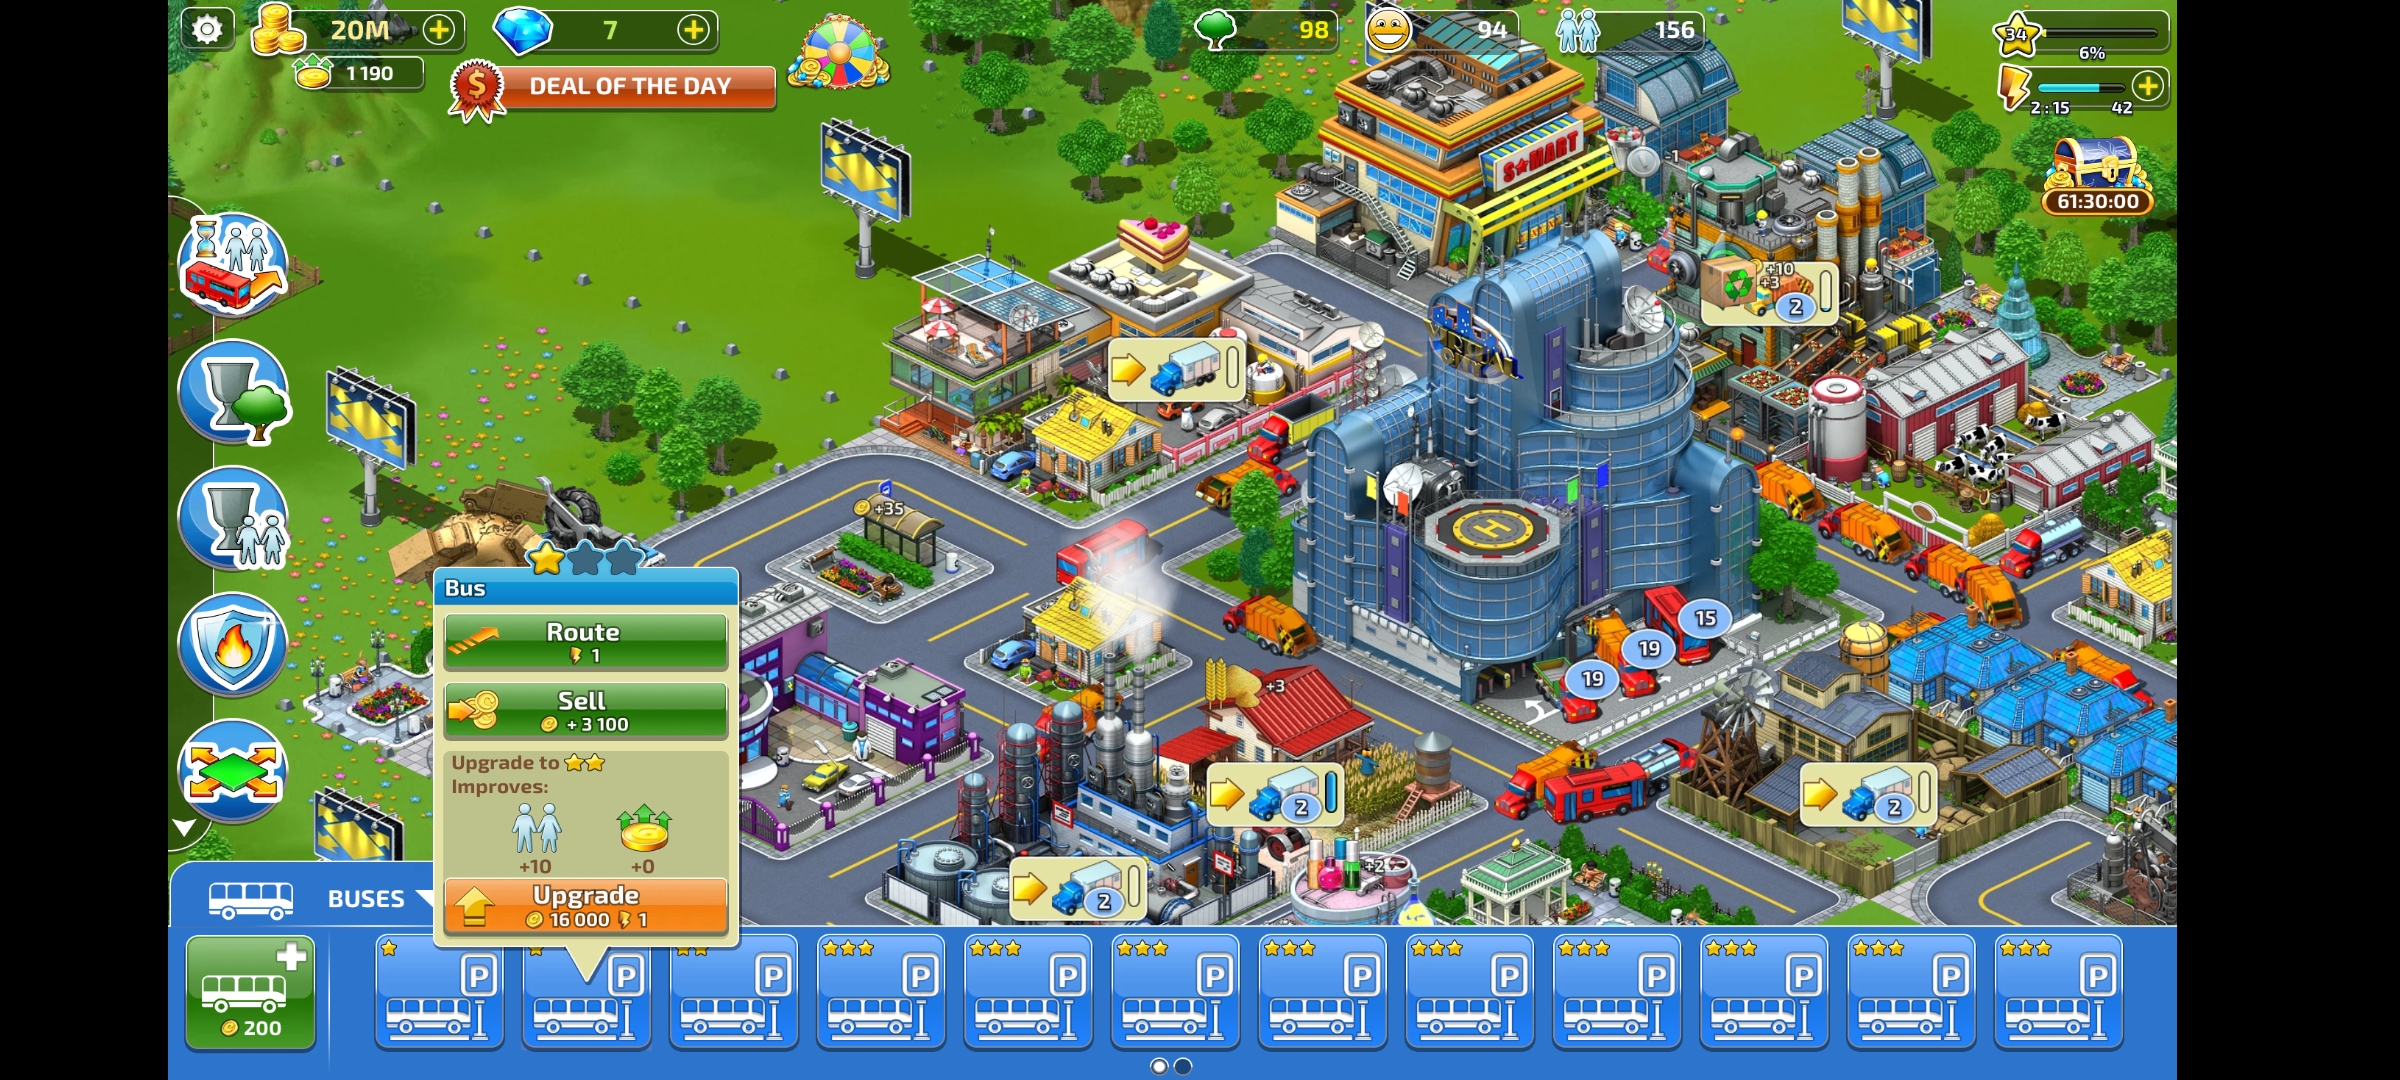 20M
7
98
94
156
34
6%
1 190
DEAL OF THE DAY
2:15
42
S★MART
-1
61:30:00
+10
+3
2
+35
Bus
Route
1
15
19
19
Sell
+ 3 100
+3
Upgrade to
Improves:
2
2
+10
+0
+2
BUSES
Upgrade
16 000
1
2
H
P
P
P
P
P
P
P
P
P
P
P
P
200